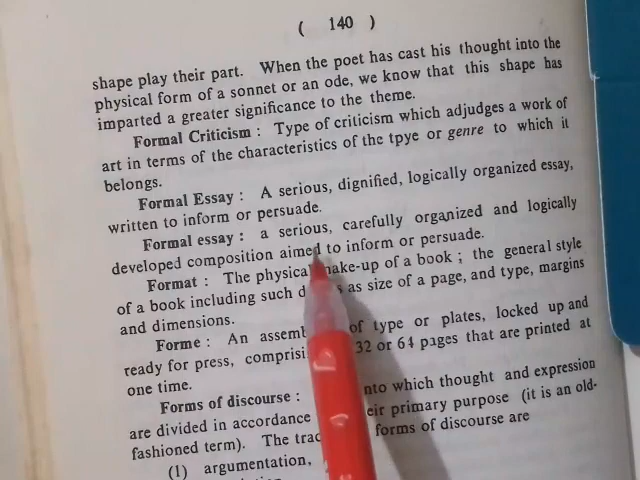 ( 140 )
shape play their part. When the poet has cast his thought into the
physical form of a sonnet or an ode, we know that this shape has
imparted a greater significance to the theme.
Formal Criticism : Type of criticism which adjudges a work of
art in terms of the characteristics of the tpye or genre to which it
belongs.
Formal Essay : A serious, dignified, logically organized essay,
written to inform or persuade.
Formal essay : a serious, carefully organized and logically
developed composition aimed to inform or persuade.
Format : The physical make-up of a book ; the general style
of a book including such as size of a page, and type, margins
and dimensions.
Forme : An of type or plates, locked up and
ready for press, 32 or 64 pages that are printed at
one time.
Forms of discourse : into which thought and expression
are divided in accordance their primary purpose (it is an old-
fashioned term). The forms of discourse are
(1) argumentation,